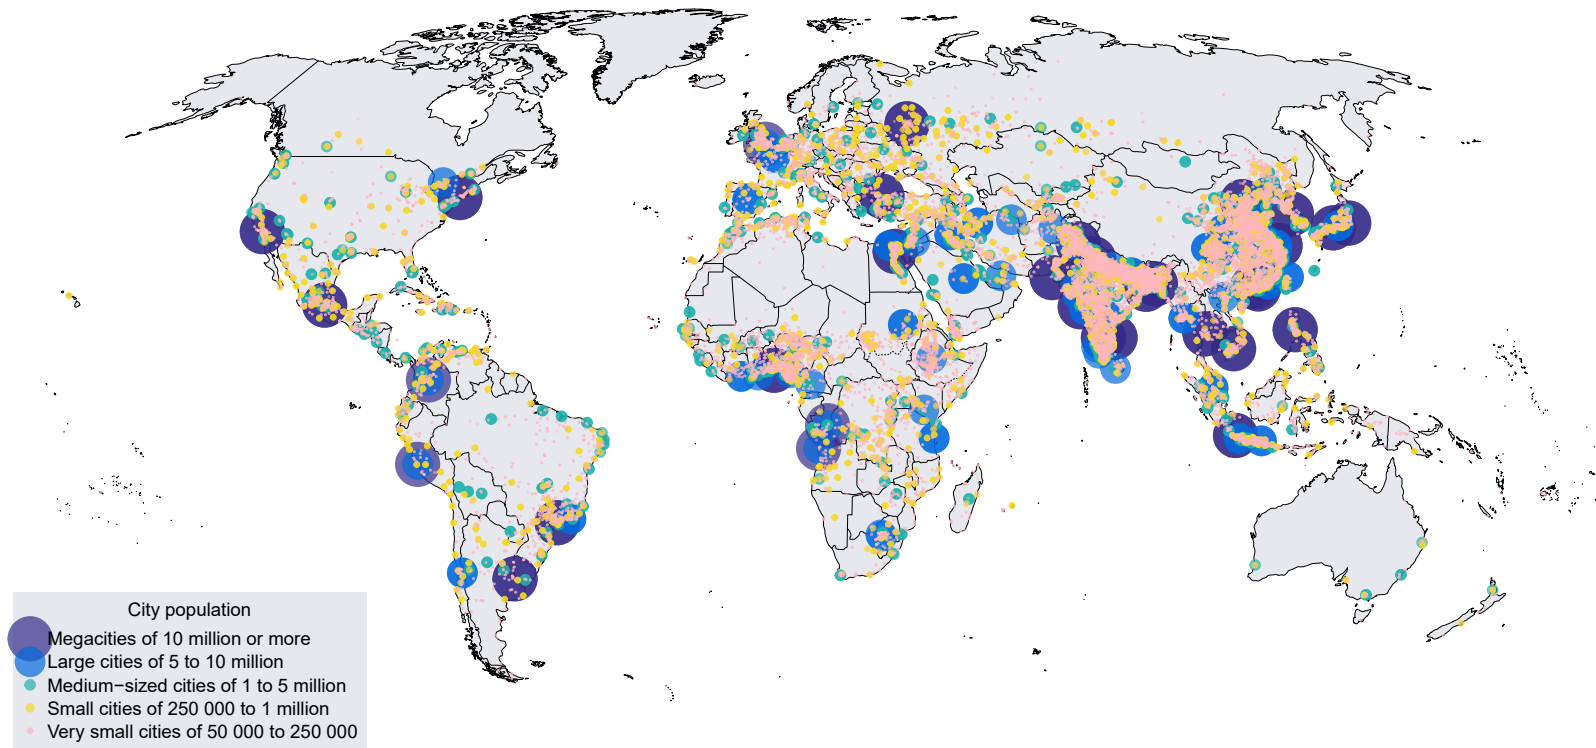 City population
Megacities of 10 million or more
Large cities of 5 to 10 million
Medium−sized cities of 1 to 5 million
Small cities of 250 000 to 1 million
Very small cities of 50 000 to 250 000